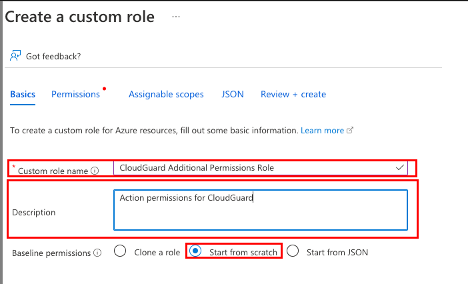 Create a custom role ...
Got feedback?
Basics Permissions Assignable scopes JSON Review + create
To create a custom role for Azure resources, fill out some basic information. Learn more
* Custom role name CloudGuard Additional Permissions Role
Description Action permissions for CloudGuard
Baseline permissions Clone a role Start from scratch Start from JSON